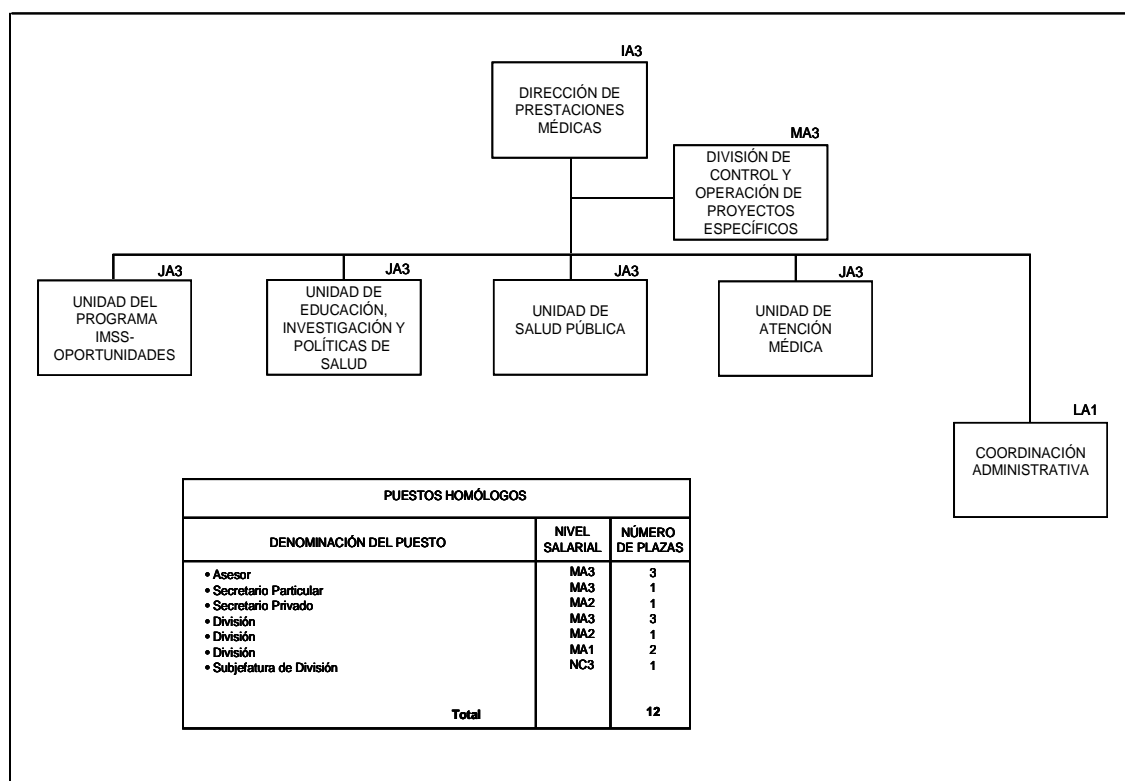 IA3
DIRECCIÓN DE
PRESTACIONES
MÉDICAS
MA3
DIVISIÓN DE
CONTROL Y
OPERACIÓN DE
PROYECTOS
ESPECÍFICOS
JA3
UNIDAD DEL
PROGRAMA
IMSS-
OPORTUNIDADES
JA3
UNIDAD DE
EDUCACIÓN,
INVESTIGACIÓN Y
POLÍTICAS DE
SALUD
JA3
UNIDAD DE
SALUD PÚBLICA
JA3
UNIDAD DE
ATENCIÓN
MÉDICA
LA1
COORDINACIÓN
ADMINISTRATIVA
PUESTOS HOMÓLOGOS
DENOMINACIÓN DEL PUESTO NIVEL SALARIAL NÚMERO DE PLAZAS
• Asesor MA3 3
• Secretario Particular MA3 1
• Secretario Privado MA2 1
• División MA3 3
• División MA2 1
• División MA1 2
• Subjefatura de División NC3 1
Total 12